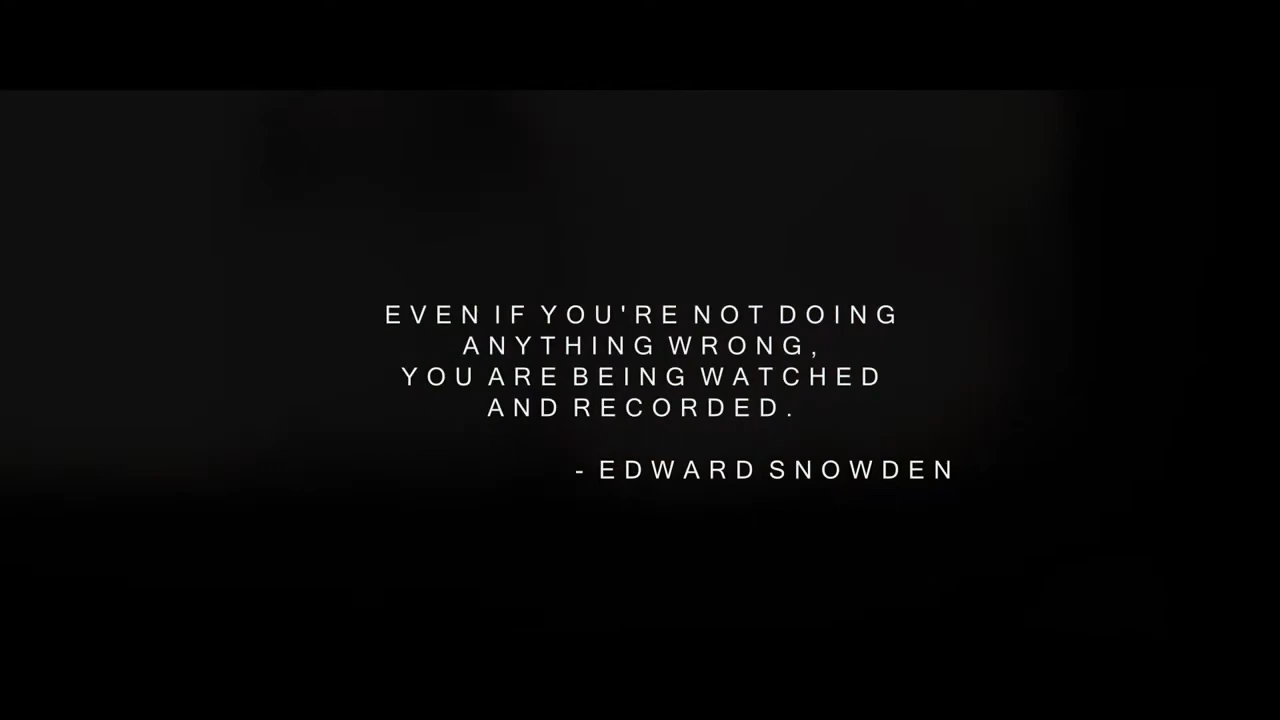 EVEN IF YOU'RE NOT DOING
ANYTHING WRONG,
YOU ARE BEING WATCHED
AND RECORDED.
- EDWARD SNOWDEN